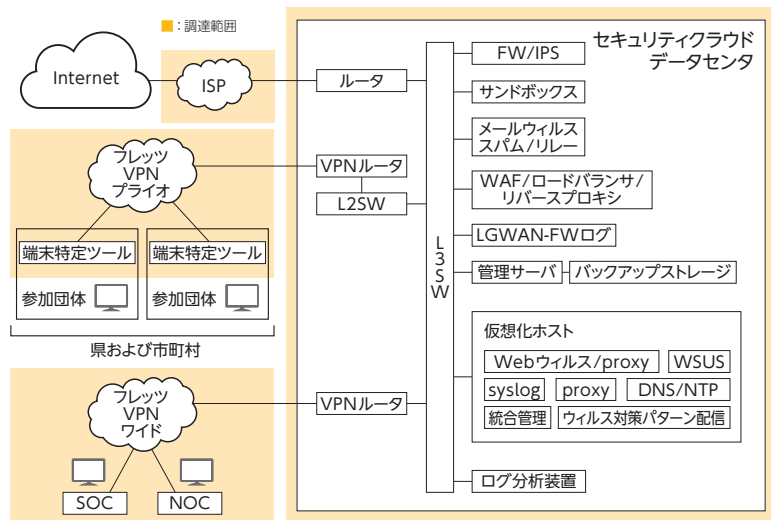 ：調達範囲
Internet
ISP
フレッツ
VPN
プライオ
端末特定ツール
端末特定ツール
参加団体
参加団体
県および市町村
フレッツ
VPN
ワイド
SOC
NOC
セキュリティクラウド
データセンタ
ルータ
VPNルータ
L2SW
VPNルータ
L3SW
FW/IPS
サンドボックス
メールウィルス
スパム/リレー
WAF/ロードバランサ/
リバースプロキシ
LGWAN-FWログ
管理サーバ
バックアップストレージ
仮想化ホスト
Webウィルス/proxy
WSUS
syslog
proxy
DNS/NTP
統合管理
ウィルス対策パターン配信
ログ分析装置